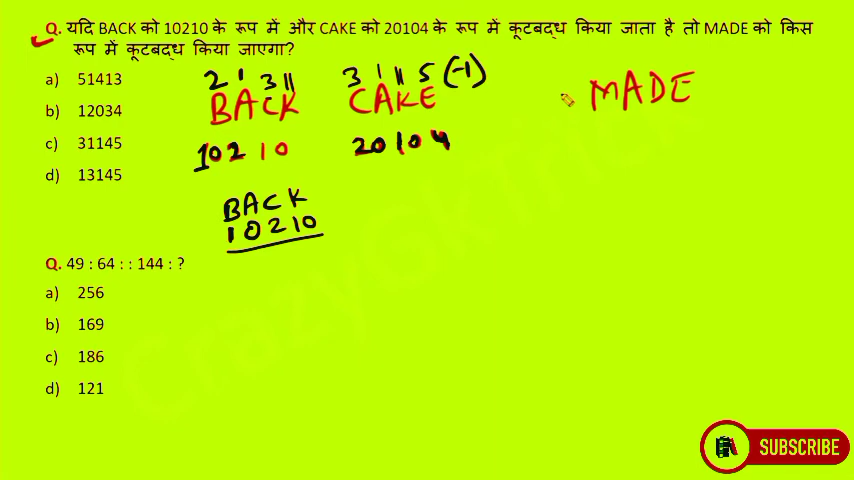 Q. यदि BACK को 10210 के रूप में और CAKE को 20104 के रूप में कूटबद्ध किया जाता है तो MADE को किस
रूप में कूटबद्ध किया जाएगा?
a) 51413
b) 12034
c) 31145
d) 13145
2 1 3 11
BACK
10210
3 1 11 5 (-1)
CAKE
20104
MADE
BACK
10210
Q. 49 : 64 : : 144 : ?
a) 256
b) 169
c) 186
d) 121
CrazyGkTrick
SUBSCRIBE